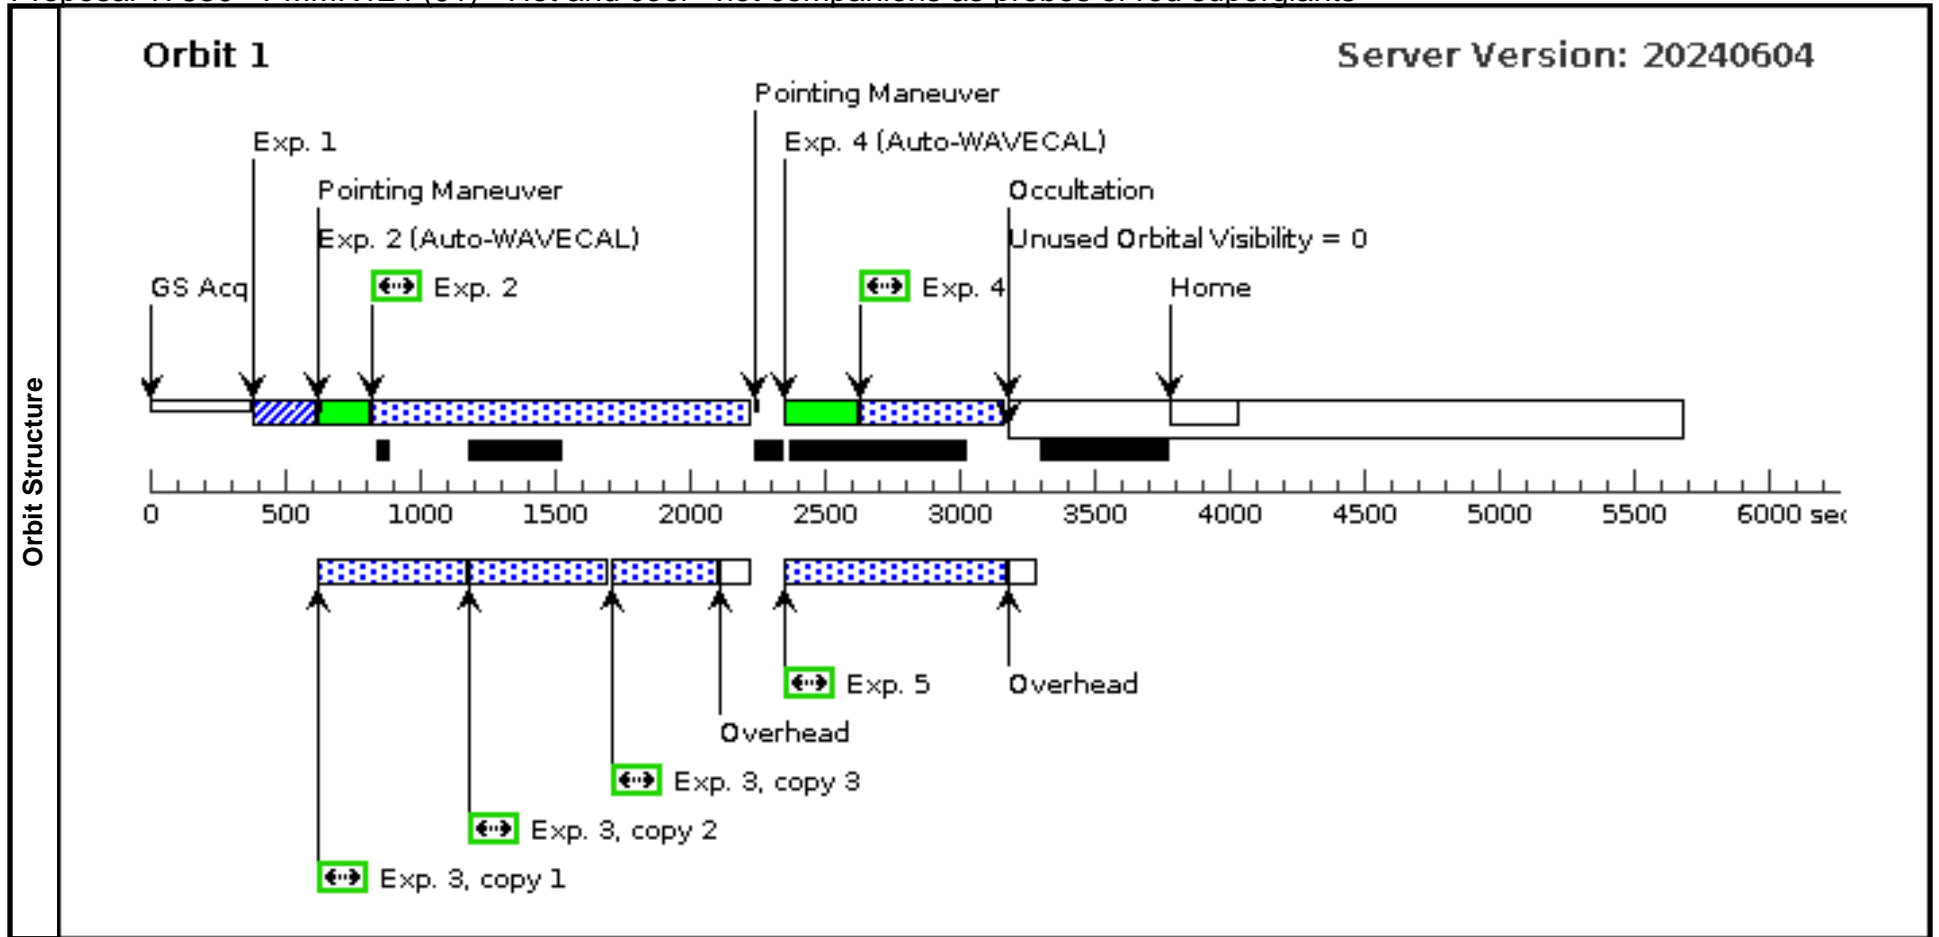 Orbit Structure
Orbit 1
Server Version: 20240604
Pointing Maneuver
Exp. 1
Exp. 4 (Auto-WAVECAL)
Pointing Maneuver
Occultation
Exp. 2 (Auto-WAVECAL)
Unused Orbital Visibility = 0
GS Acq
Exp. 2
Exp. 4
Home
0 500 1000 1500 2000 2500 3000 3500 4000 4500 5000 5500 6000 sec
Exp. 5
Overhead
Overhead
Exp. 3, copy 3
Exp. 3, copy 2
Exp. 3, copy 1